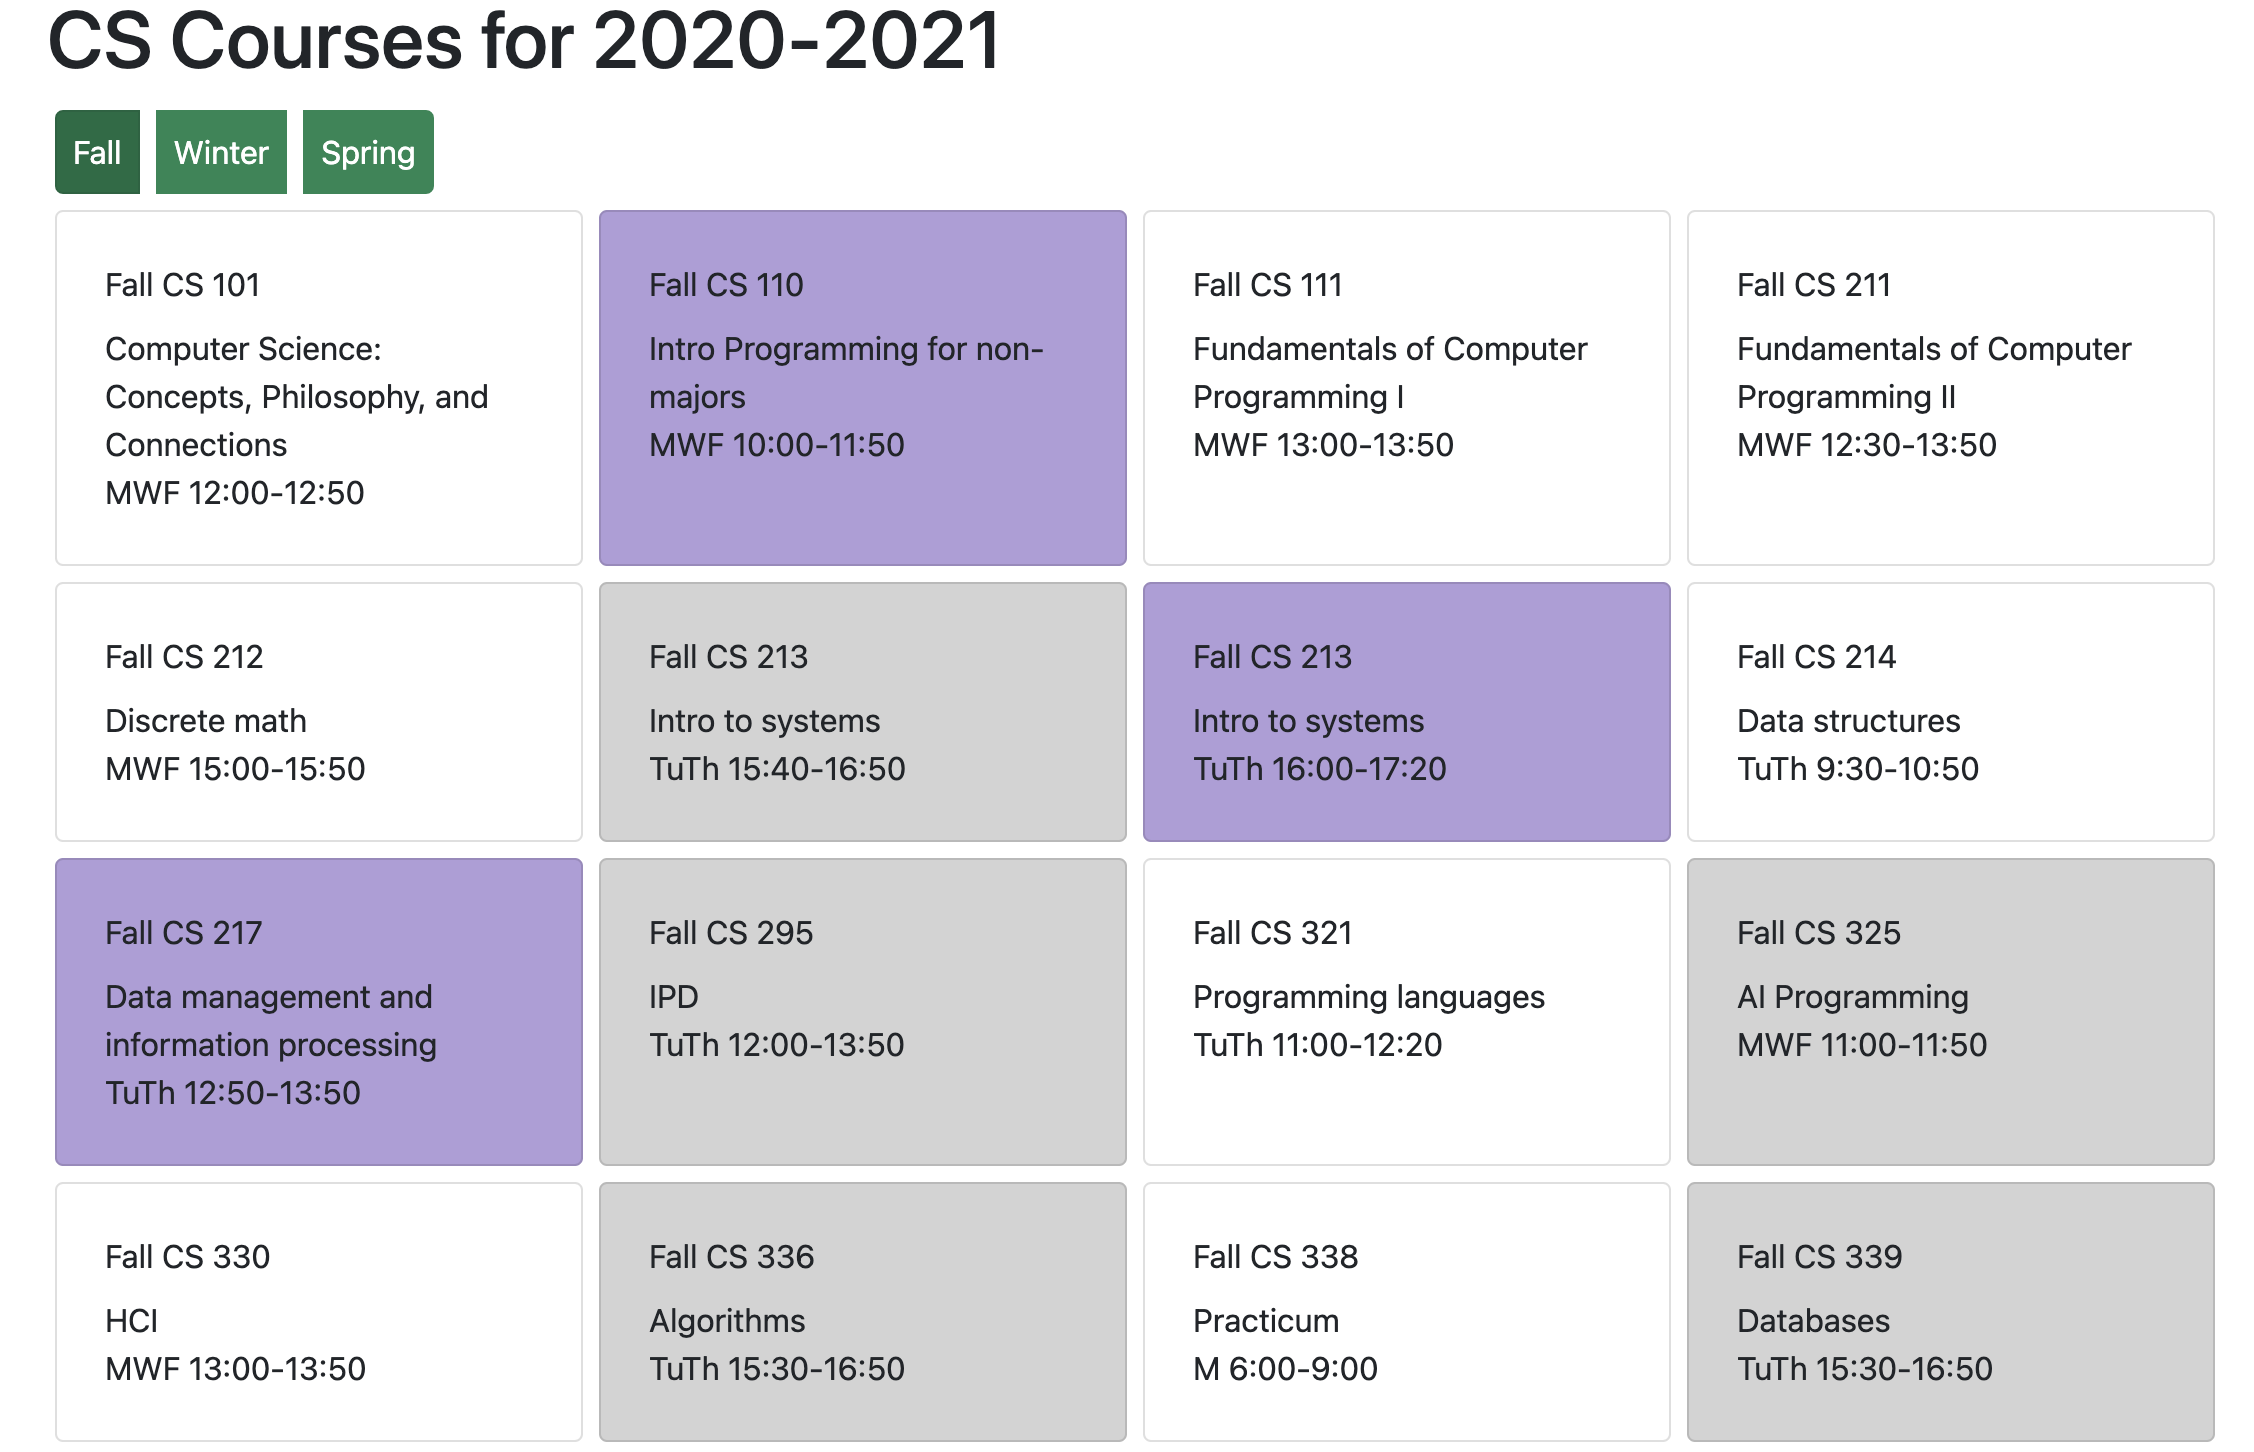 CS Courses for 2020-2021
Fall
Winter
Spring
Fall CS 101
Computer Science:
Concepts, Philosophy, and
Connections
MWF 12:00-12:50
Fall CS 110
Intro Programming for non-
majors
MWF 10:00-11:50
Fall CS 111
Fundamentals of Computer
Programming I
MWF 13:00-13:50
Fall CS 211
Fundamentals of Computer
Programming II
MWF 12:30-13:50
Fall CS 212
Discrete math
MWF 15:00-15:50
Fall CS 213
Intro to systems
TuTh 15:40-16:50
Fall CS 213
Intro to systems
TuTh 16:00-17:20
Fall CS 214
Data structures
TuTh 9:30-10:50
Fall CS 217
Data management and
information processing
TuTh 12:50-13:50
Fall CS 295
IPD
TuTh 12:00-13:50
Fall CS 321
Programming languages
TuTh 11:00-12:20
Fall CS 325
AI Programming
MWF 11:00-11:50
Fall CS 330
HCI
MWF 13:00-13:50
Fall CS 336
Algorithms
TuTh 15:30-16:50
Fall CS 338
Practicum
M 6:00-9:00
Fall CS 339
Databases
TuTh 15:30-16:50